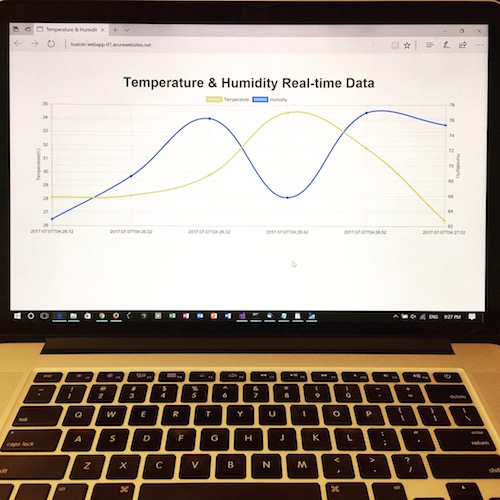 Temperature & Humidit
tuazon-webapp-01.azurewebsites.net
Temperature & Humidity Real-time Data
Temperature Humidity
35
34
33
32
31
30
29
28
27
26
Temperature(C)
78
76
74
72
70
68
66
64
62
Humidity(%)
2017-07-07T04:26:12 2017-07-07T04:26:22 2017-07-07T04:26:32 2017-07-07T04:26:42 2017-07-07T04:26:52 2017-07-07T04:27:02
ENG 9:27 PM
esc
delete
tab Q W E R T Y U I O P
caps lock A S D F G H J K L enter
return
shift Z X C V B N M shift